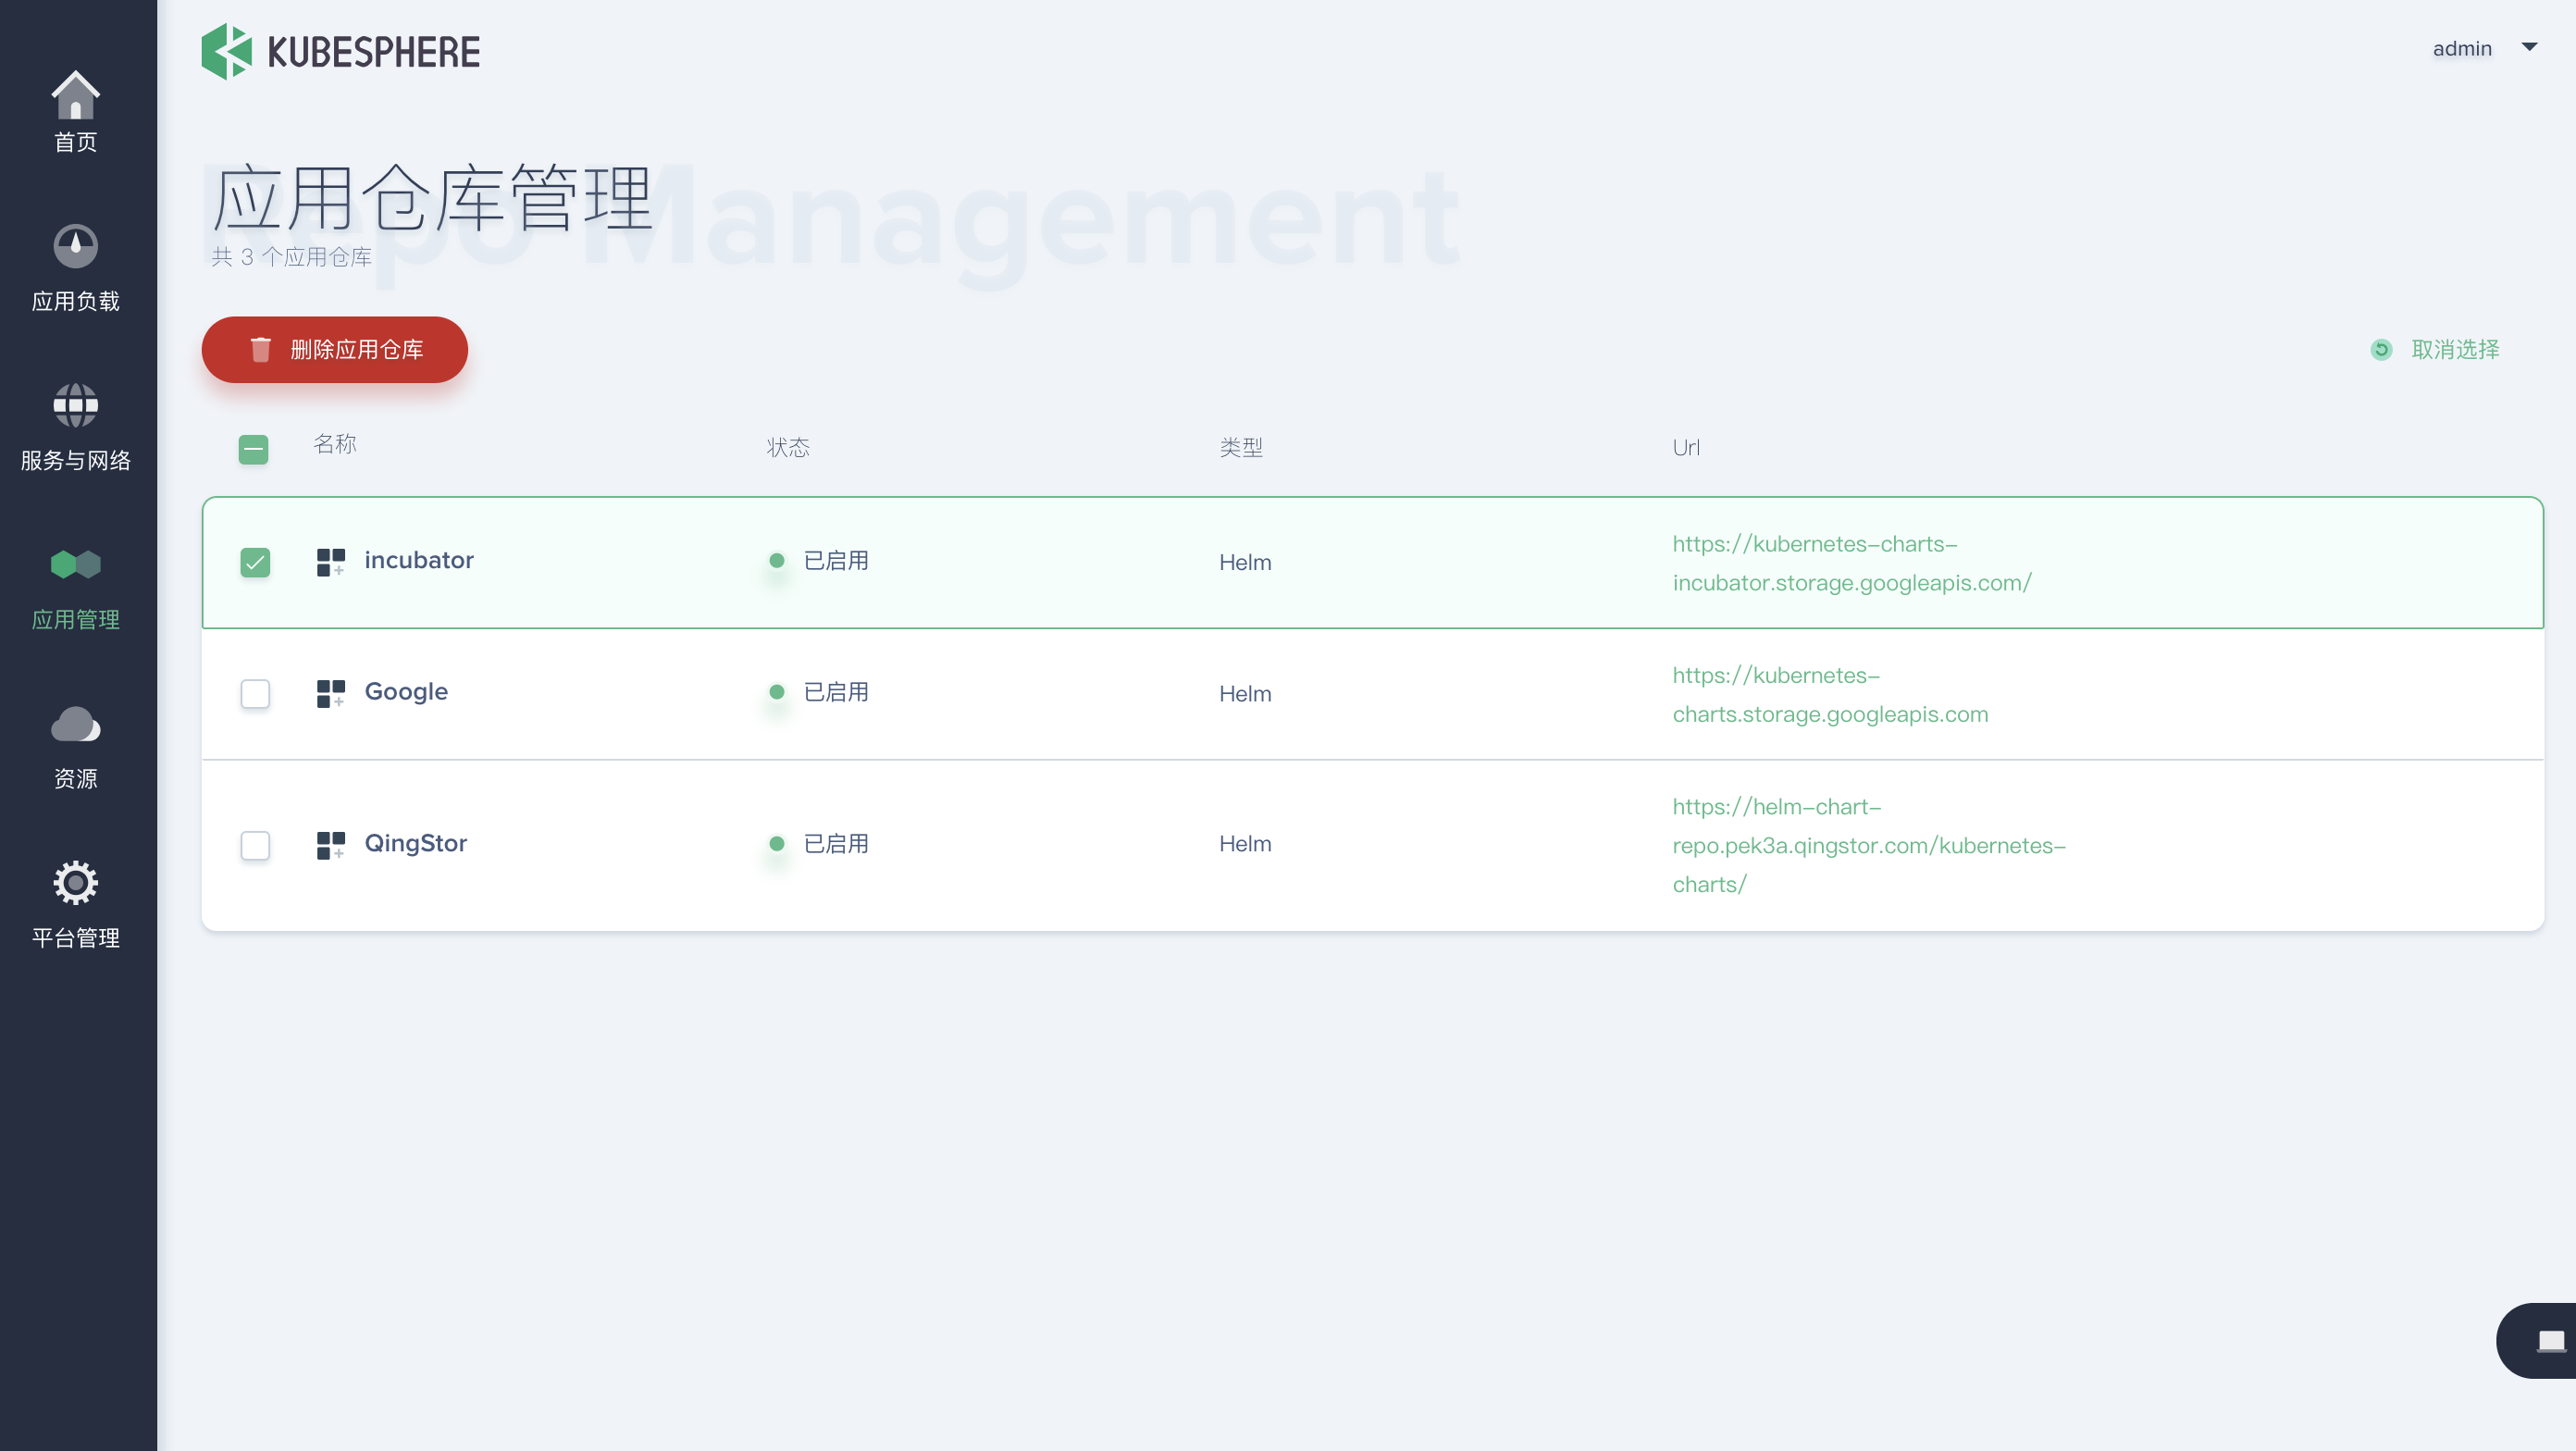 KUBESPHERE
admin
首页
应用负载
服务与网络
应用管理
资源
平台管理
Repo Management
应用仓库管理
共 3 个应用仓库
删除应用仓库
取消选择
名称 状态 类型 Url
incubator 已启用 Helm https://kubernetes-charts-
incubator.storage.googleapis.com/
Google 已启用 Helm https://kubernetes-
charts.storage.googleapis.com
QingStor 已启用 Helm https://helm-chart-
repo.pek3a.qingstor.com/kubernetes-
charts/